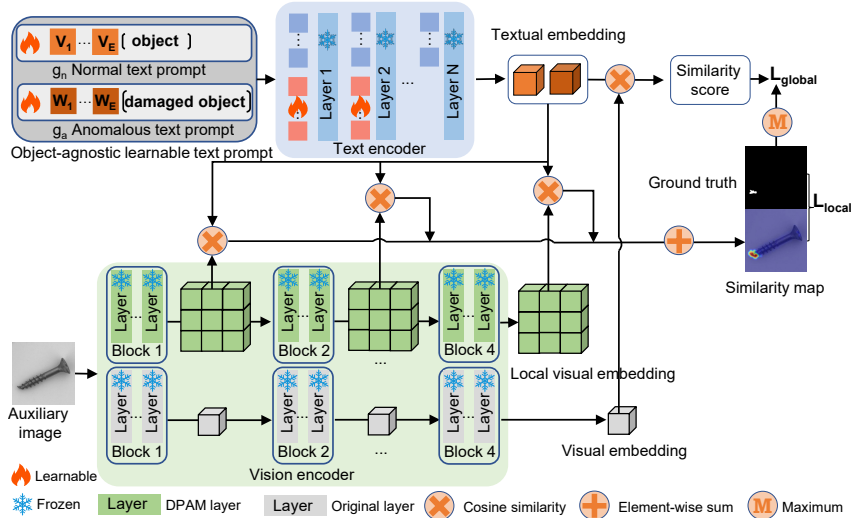 V1 ... VE [ object ]
gn Normal text prompt
W1 ... WE [damaged object]
ga Anomalous text prompt
Object-agnostic learnable text prompt
Layer 1
Layer 2
...
Layer N
Text encoder
Textual embedding
Similarity score
Lglobal
M
Ground truth
Llocal
Similarity map
Layer ... Layer
Block 1
Layer ... Layer
Block 2
...
Layer ... Layer
Block 4
Local visual embedding
Auxiliary image
Layer ... Layer
Block 1
Layer ... Layer
Block 2
...
Layer ... Layer
Block 4
Visual embedding
Vision encoder
Learnable
Frozen
Layer DPAM layer
Layer Original layer
Cosine similarity
Element-wise sum
M Maximum